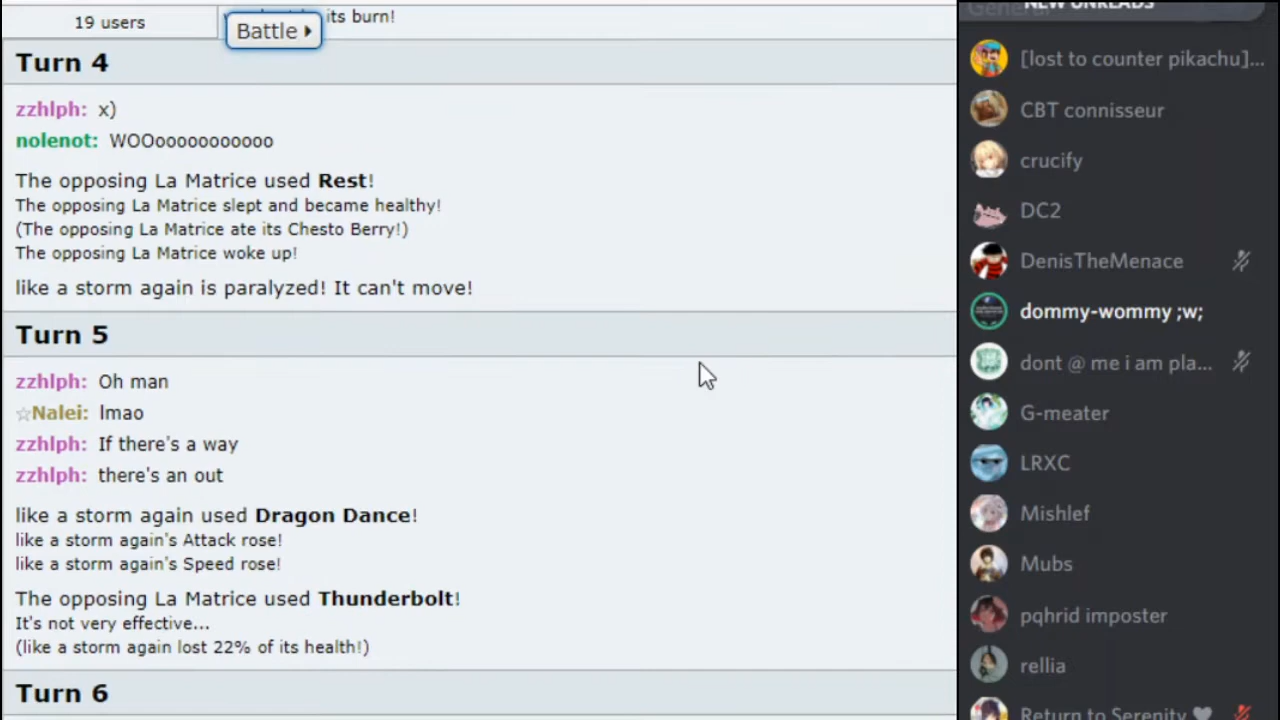 19 users
its burn!
Battle
Turn 4
zzhlph: x)
nolenot: WOOooooooooooo
The opposing La Matrice used Rest!
The opposing La Matrice slept and became healthy!
(The opposing La Matrice ate its Chesto Berry!)
The opposing La Matrice woke up!
like a storm again is paralyzed! It can't move!
Turn 5
zzhlph: Oh man
☆Nalei: lmao
zzhlph: If there's a way
zzhlph: there's an out
like a storm again used Dragon Dance!
like a storm again's Attack rose!
like a storm again's Speed rose!
The opposing La Matrice used Thunderbolt!
It's not very effective...
(like a storm again lost 22% of its health!)
Turn 6
General
NEW UNREADS
[lost to counter pikachu]...
CBT connisseur
crucify
DC2
DenisTheMenace
dommy-wommy ;w;
dont @ me i am pla...
G-meater
LRXC
Mishlef
Mubs
pqhrid imposter
rellia
Return to Serenity